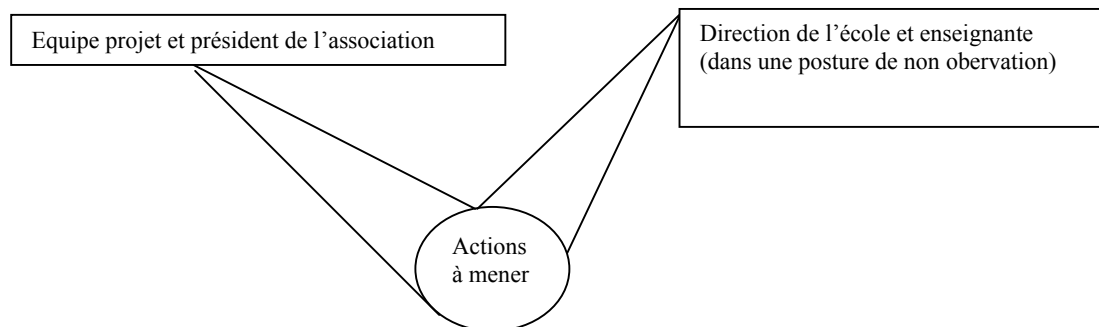 Equipe projet et président de l’association
Direction de l’école et enseignante
(dans une posture de non obervation)
Actions
à mener